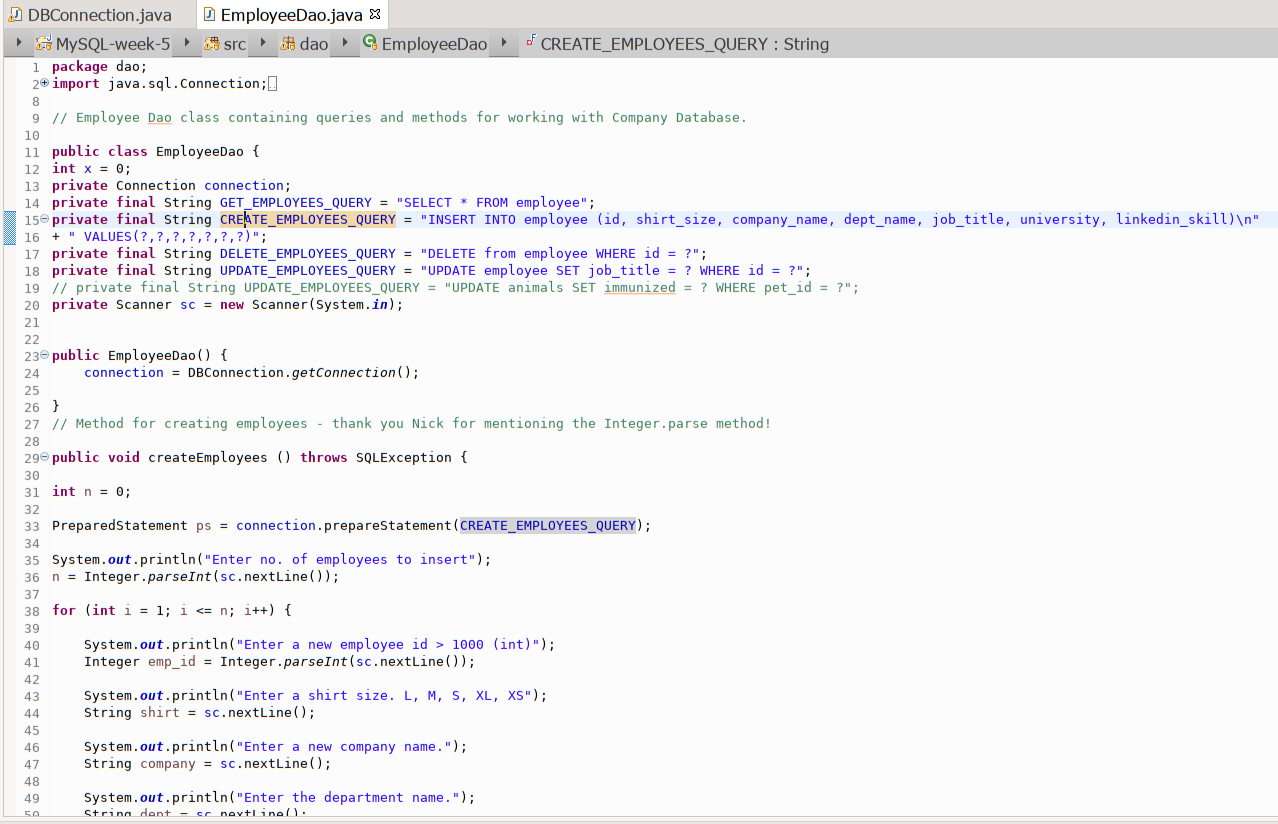 DBConnection.java EmployeeDao.java
MySQL-week-5 src dao EmployeeDao CREATE_EMPLOYEES_QUERY : String
1 package dao;
2 import java.sql.Connection;
8
9 // Employee Dao class containing queries and methods for working with Company Database.
10
11 public class EmployeeDao {
12 int x = 0;
13 private Connection connection;
14 private final String GET_EMPLOYEES_QUERY = "SELECT * FROM employee";
15 private final String CREATE_EMPLOYEES_QUERY = "INSERT INTO employee (id, shirt_size, company_name, dept_name, job_title, university, linkedin_skill)\n"
16 + " VALUES(?,?,?,?,?,?,?)";
17 private final String DELETE_EMPLOYEES_QUERY = "DELETE from employee WHERE id = ?";
18 private final String UPDATE_EMPLOYEES_QUERY = "UPDATE employee SET job_title = ? WHERE id = ?";
19 // private final String UPDATE_EMPLOYEES_QUERY = "UPDATE animals SET immunized = ? WHERE pet_id = ?";
20 private Scanner sc = new Scanner(System.in);
21
22
23 public EmployeeDao() {
24 connection = DBConnection.getConnection();
25
26 }
27 // Method for creating employees - thank you Nick for mentioning the Integer.parse method!
28
29 public void createEmployees () throws SQLException {
30
31 int n = 0;
32
33 PreparedStatement ps = connection.prepareStatement(CREATE_EMPLOYEES_QUERY);
34
35 System.out.println("Enter no. of employees to insert");
36 n = Integer.parseInt(sc.nextLine());
37
38 for (int i = 1; i <= n; i++) {
39
40 System.out.println("Enter a new employee id > 1000 (int)");
41 Integer emp_id = Integer.parseInt(sc.nextLine());
42
43 System.out.println("Enter a shirt size. L, M, S, XL, XS");
44 String shirt = sc.nextLine();
45
46 System.out.println("Enter a new company name.");
47 String company = sc.nextLine();
48
49 System.out.println("Enter the department name.");
50 String dept = sc.nextLine();